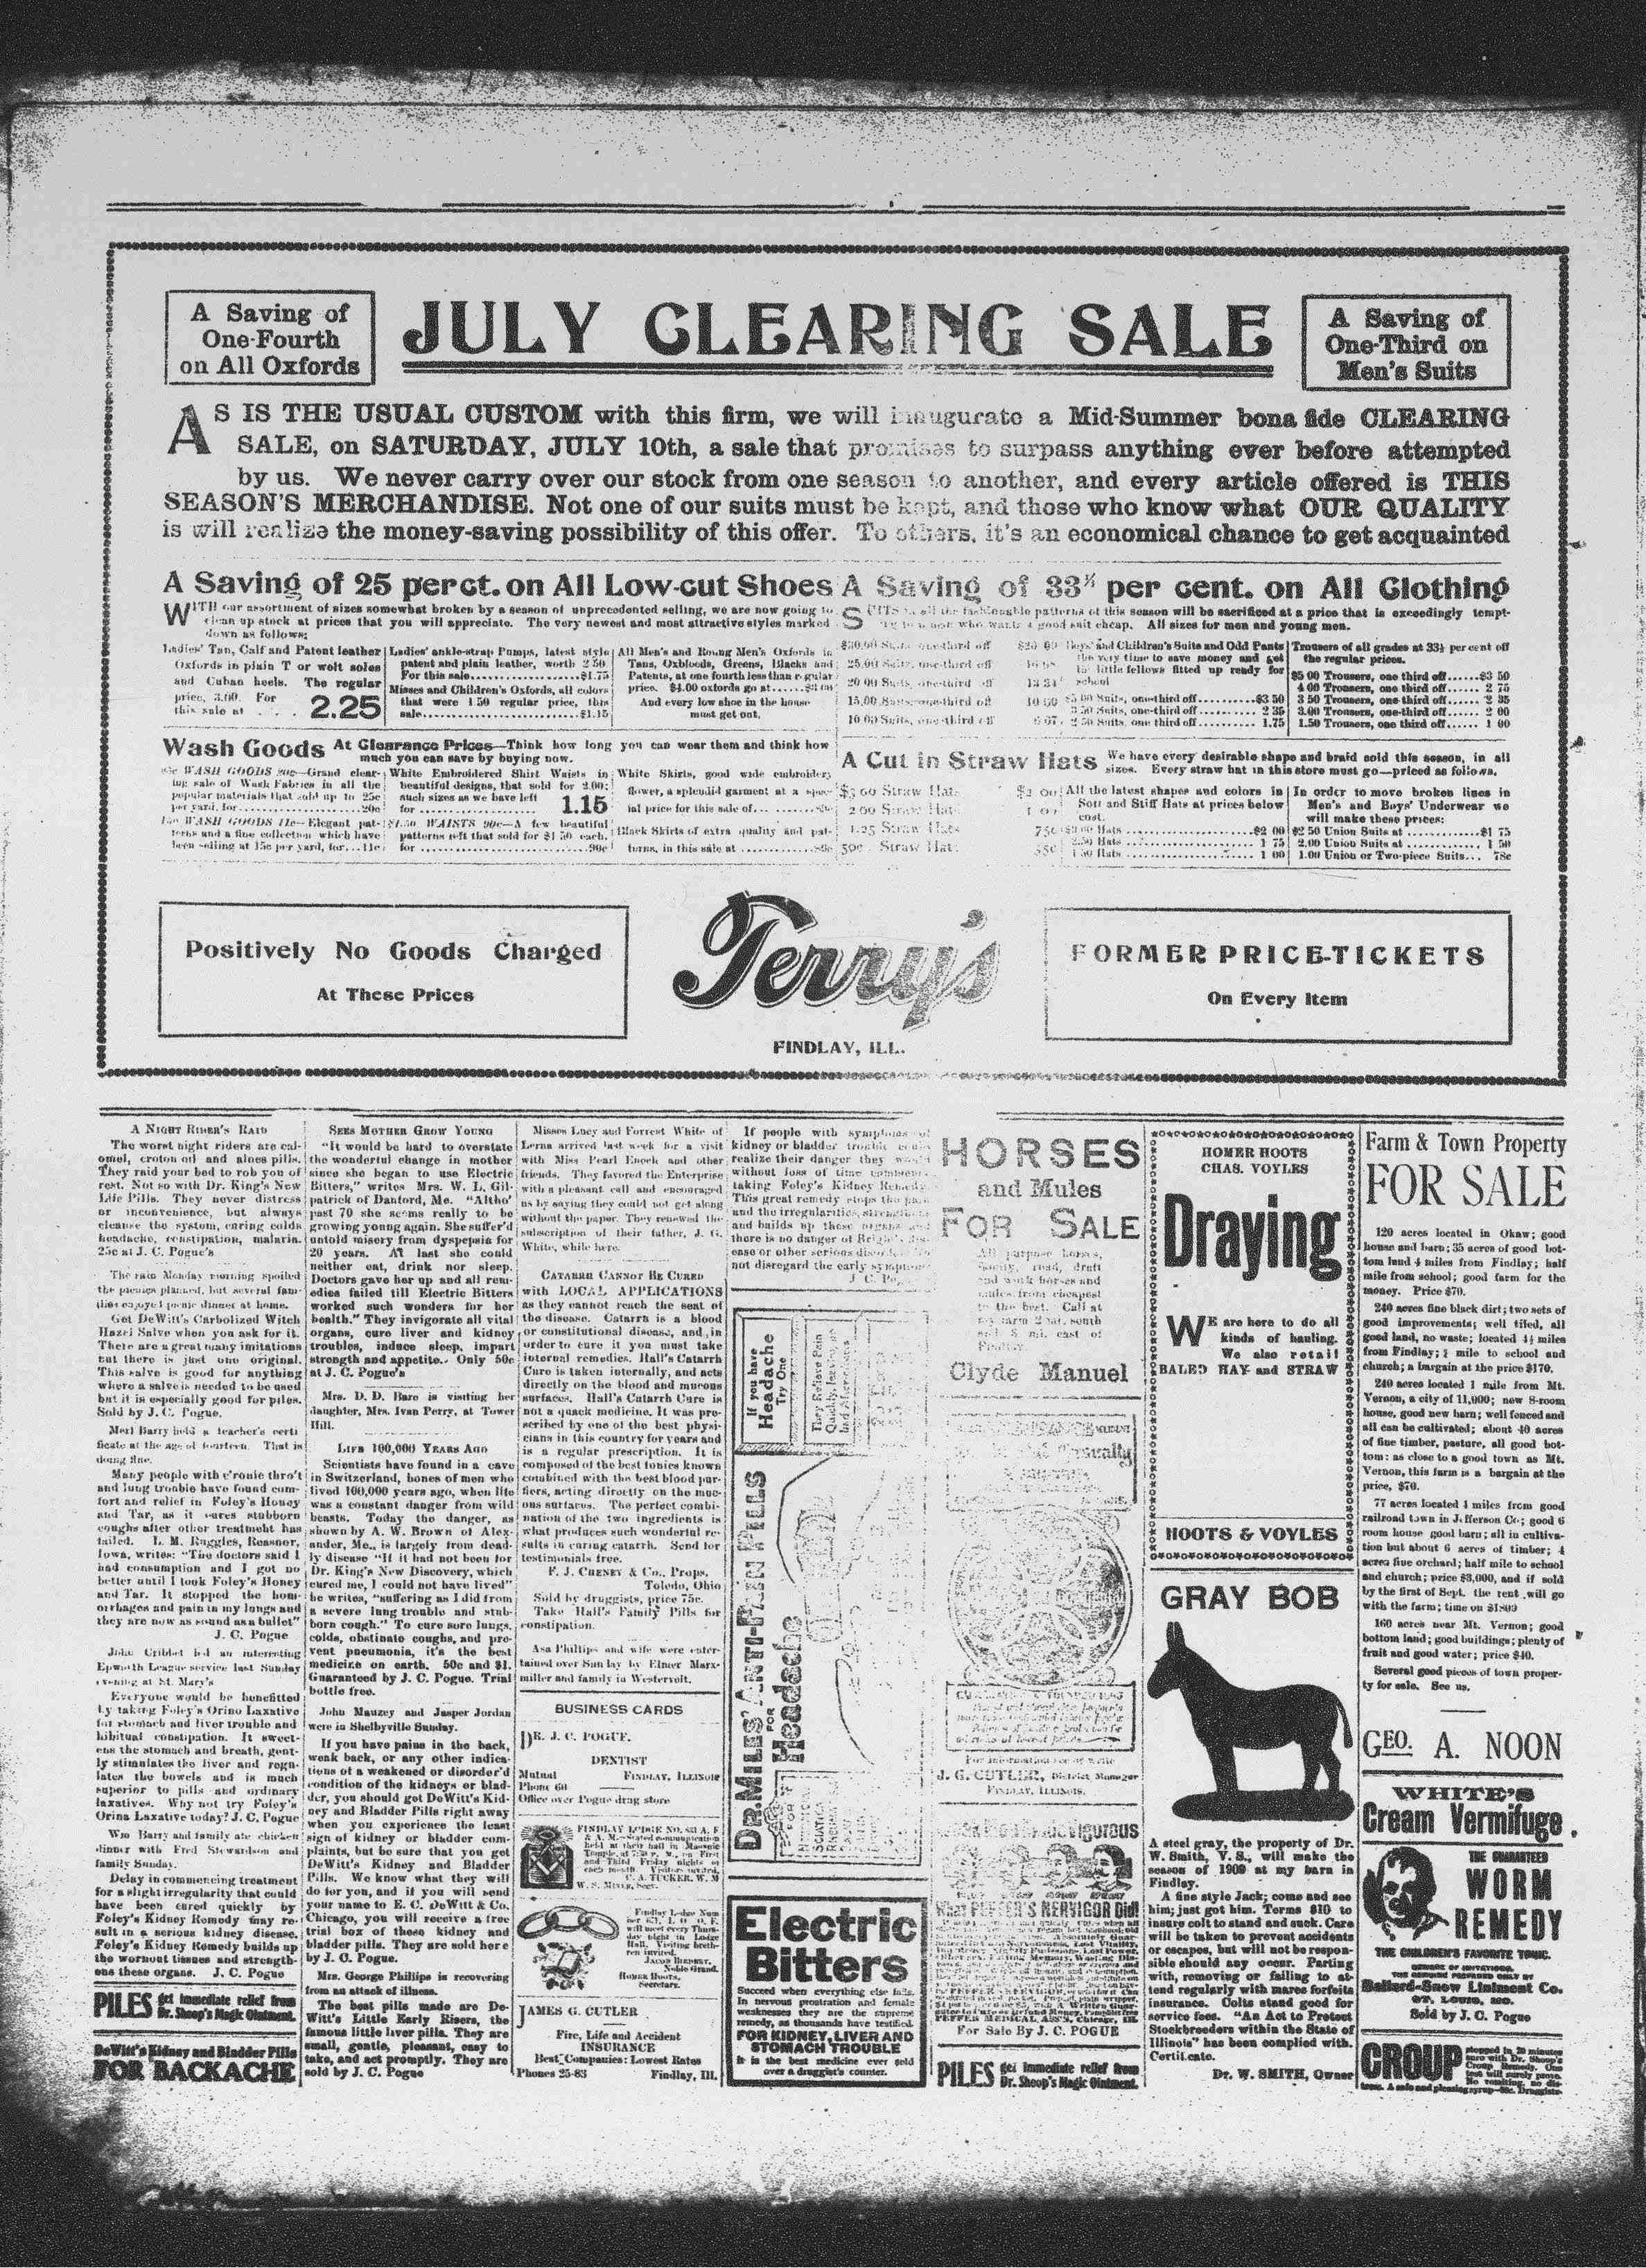 A Saving of
One-Fourth
on All Oxfords
JULY CLEARING SALE
A Saving of
One-Third on
Men's Suits
AS IS THE USUAL CUSTOM with this firm, we will inaugurate a Mid-Summer bona fide CLEARING
SALE, on SATURDAY, JULY 10th, a sale that promises to surpass anything ever before attempted
by us. We never carry over our stock from one season to another, and every article offered is THIS
SEASON'S MERCHANDISE. Not one of our suits must be kept, and those who know what OUR QUALITY
is will realize the money-saving possibility of this offer. To others, it's an economical chance to get acquainted
A Saving of 25 per ct. on All Low-cut Shoes
WITH our assortment of sizes somewhat broken by a season of unprecedented selling, we are now going to
clean up stock at prices that you will appreciate. The very newest and most attractive styles marked
down as follows:
Ladies' Tan, Calf and Patent leather
Oxfords in plain T or welt soles
and Cuban heels. The regular
price, 3.00. For
this sale at . . . . 2.25
Ladies' ankle-strap Pumps, latest style
patent and plain leather, worth 2 50
For this sale....................$1.75
Misses and Children's Oxfords, all colors
that were 1 50 regular price, this
sale............................$1.15
All Men's and Young Men's Oxfords in
Tans, Oxbloods, Greens, Blacks and
Patents, at one fourth less than regular
price. $4.00 oxfords go at......$3 00
And every low shoe in the house
must get out.
A Saving of 33⅓ per cent. on All Clothing
SUITS in all the fashionable patterns of this season will be sacrificed at a price that is exceedingly tempt-
ing to a man who wants a good suit cheap. All sizes for men and young men.
$30.00 Suits, one-third off $20 00
25.00 Suits, one-third off
20 00 Suits, one-third off 13 34
15.00 Suits, one-third off 10 00
10 00 Suits, one-third off 6.67
Boys' and Children's Suits and Odd Pants
the very time to save money and get
the little fellows fitted up ready for
school
$5 00 Suits, one-third off..........$3 50
3 50 Suits, one-third off.......... 2 35
2 50 Suits, one third off.......... 1.75
Trousers of all grades at 33⅓ per cent off
the regular prices.
$5 00 Trousers, one third off......$3 50
4 00 Trousers, one third off...... 2 75
3 50 Trousers, one third off...... 2 35
3.00 Trousers, one-third off...... 2 00
1.50 Trousers, one third off...... 1 00
Wash Goods At Clearance Prices—Think how long you can wear them and think how
much you can save by buying now.
25c WASH GOODS 20c—Grand clear-
ing sale of Wash Fabrics in all the
popular materials that sold up to 25c
per yard, for..................20c
15c WASH GOODS 11c—Elegant pat-
terns and a fine collection which have
been selling at 15c per yard, for...11c
White Embroidered Shirt Waists in
beautiful designs, that sold for 2.00;
such sizes as we have left
for .................... 1.15
$1.50 WAISTS 90c—A few beautiful
patterns left that sold for $1 50 each,
for ............................90c
White Skirts, good wide embroidery
flower, a splendid garment at a spec-
ial price for this sale of...
Black Skirts of extra quality and pat-
terns, in this sale at
A Cut in Straw Hats We have every desirable shape and braid sold this season, in all
sizes. Every straw hat in this store must go—priced as follows.
$3 00 Straw Hats $2 00
2 00 Straw Hats
1.25 Straw Hats 75c
50c Straw Hats 35c
All the latest shapes and colors in
Soft and Stiff Hats at prices below
cost.
$3 00 Hats ....................$2 00
2.50 Hats .................... 1 75
1 50 Hats .................... 1 00
In order to move broken lines in
Men's and Boys' Underwear we
will make these prices:
$2 50 Union Suits at ............$1 75
2.00 Union Suits at ............ 1 50
1.00 Union or Two-piece Suits... 78c
Positively No Goods Charged
At These Prices
Terry's
FINDLAY, ILL.
FORMER PRICE-TICKETS
On Every Item
A NIGHT RIDER'S RAID
The worst night riders are cal-
omel, croton oil and aloes pills.
They raid your bed to rob you of
rest. Not so with Dr. King's New
Life Pills. They never distress
or inconvenience, but always
cleanse the system, curing colds
headache, constipation, malaria.
25c at J. C. Pogue's
The rain Monday morning spoiled
the picnics planned, but several fam-
ilies enjoyed picnic dinner at home.
Get DeWitt's Carbolized Witch
Hazel Salve when you ask for it.
There are a great many imitations
but there is just one original.
This salve is good for anything
where a salve is needed to be used
but it is especially good for piles.
Sold by J. C. Pogue.
Merl Barry holds a teacher's certi
ficate at the age of fourteen. That is
doing fine.
Many people with chronic thro't
and lung trouble have found com-
fort and relief in Foley's Honey
and Tar, as it cures stubborn
coughs after other treatment has
failed. L. M. Ruggles, Reasnor,
Iowa, writes: "The doctors said I
had consumption and I got no
better until I took Foley's Honey
and Tar. It stopped the hem-
orrhages and pain in my lungs and
they are now as sound as a bullet"
J. C. Pogue
John Cribbet led an interesting
Epworth League service last Sunday
evening at St. Mary's
Everyone would be benefitted
by taking Foley's Orino Laxative
for stomach and liver trouble and
habitual constipation. It sweet-
ens the stomach and breath, gent-
ly stimulates the liver and regu-
lates the bowels and is much
superior to pills and ordinary
laxatives. Why not try Foley's
Orino Laxative today? J. C. Pogue
Wm Barry and family ate chicken
dinner with Fred Stewardson and
family Sunday.
Delay in commencing treatment
for a slight irregularity that could
have been cured quickly by
Foley's Kidney Remedy may re-
sult in a serious kidney disease.
Foley's Kidney Remedy builds up
the wornout tissues and strength-
ens these organs. J. C. Pogue
PILES get immediate relief from
Dr. Shoop's Magic Ointment.
DeWitt's Kidney and Bladder Pills
FOR BACKACHE
SEES MOTHER GROW YOUNG
"It would be hard to overstate
the wonderful change in mother
since she began to use Electric
Bitters," writes Mrs. W. L. Gil-
patrick of Danford, Me. "Altho'
past 70 she seems really to be
growing young again. She suffer'd
untold misery from dyspepsia for
20 years. At last she could
neither eat, drink nor sleep.
Doctors gave her up and all rem-
edies failed till Electric Bitters
worked such wonders for her
health." They invigorate all vital
organs, cure liver and kidney
troubles, induce sleep, impart
strength and appetite. Only 50c
at J. C. Pogue's
Mrs. D. D. Bare is visiting her
daughter, Mrs. Ivan Perry, at Tower
Hill.
LIFE 100,000 YEARS AGO
Scientists have found in a cave
in Switzerland, bones of men who
lived 100,000 years ago, when life
was a constant danger from wild
beasts. Today the danger, as
shown by A. W. Brown of Alex-
ander, Me., is largely from dead-
ly disease "If it had not been for
Dr. King's New Discovery, which
cured me, I could not have lived"
he writes, "suffering as I did from
a severe lung trouble and stub-
born cough." To cure sore lungs,
colds, obstinate coughs, and pre-
vent pneumonia, it's the best
medicine on earth. 50c and $1.
Guaranteed by J. C. Pogue. Trial
bottle free.
John Mauzey and Jasper Jordan
were in Shelbyville Sunday.
If you have pains in the back,
weak back, or any other indica-
tions of a weakened or disorder'd
condition of the kidneys or blad-
der, you should get DeWitt's Kid-
ney and Bladder Pills right away
when you experience the least
sign of kidney or bladder com-
plaints, but be sure that you get
DeWitt's Kidney and Bladder
Pills. We know what they will
do for you, and if you will send
your name to E. C. DeWitt & Co.
Chicago, you will receive a free
trial box of these kidney and
bladder pills. They are sold here
by J. C. Pogue.
Mrs. George Phillips is recovering
from an attack of illness.
The best pills made are De-
Witt's Little Early Risers, the
famous little liver pills. They are
small, gentle, pleasant, easy to
take, and act promptly. They are
sold by J. C. Pogue
Misses Lucy and Forrest White of
Lerna arrived last week for a visit
with Miss Pearl Enoch and other
friends. They favored the Enterprise
with a pleasant call and encouraged
us by saying they could not get along
without the paper. They renewed the
subscription of their father, J. G.
White, while here.
CATARRH CANNOT BE CURED
with LOCAL APPLICATIONS
as they cannot reach the seat of
the disease. Catarrh is a blood
or constitutional disease, and in
order to cure it you must take
internal remedies. Hall's Catarrh
Cure is taken internally, and acts
directly on the blood and mucous
surfaces. Hall's Catarrh Cure is
not a quack medicine. It was pre-
scribed by one of the best physi-
cians in this country for years and
is a regular prescription. It is
composed of the best tonics known
combined with the best blood pur-
fiers, acting directly on the muc-
ous surfaces. The perfect combi-
nation of the two ingredients is
what produces such wonderful re-
sults in curing catarrh. Send for
testimonials free.
F. J. CHENEY & Co., Props.
Toledo, Ohio
Sold by druggists, price 75c.
Take Hall's Family Pills for
constipation.
Asa Phillips and wife were enter-
tained over Sunday by Elmer Marx-
miller and family in Westervelt.
BUSINESS CARDS
DR. J. C. POGUE.
DENTIST
Mutual FINDLAY, ILLINOIS
Phone 60
Office over Pogue drug store
FINDLAY LODGE NO. 831 A. F
& A. M.—Stated communication
held at their hall in Masonic
Temple, at 7:30 p. M., on First
and Third Friday nights of
each month. Visitors invited.
C. A. TUCKER, W. M
Findlay Lodge Num
I. O. O. F.
will meet every Thurs-
day night in Lodge
Hall. Visiting breth-
ren invited.
Noble Grand.
HOMER HOOTS,
Secretary.
JAMES G. CUTLER
Fire, Life and Accident
INSURANCE
Best Companies: Lowest Rates
Phones 25-83 Findlay, Ill.
If people with symptoms of
kidney or bladder trouble could
realize their danger they would
without loss of time commence
taking Foley's Kidney Remedy.
This great remedy stops the pain
and the irregularities, strengthens
and builds up these organs and
there is no danger of Bright's dis-
ease or other serious disorder. Do
not disregard the early symptoms
J. C. Pogue
If you have
Headache
Try One
They Relieve Pain
Quickly
DR. MILES' ANTI-PAIN PILLS
FOR
Headache
Electric
Bitters
Succeed when everything else fails.
In nervous prostration and female
weaknesses they are the supreme
remedy, as thousands have testified.
FOR KIDNEY, LIVER AND
STOMACH TROUBLE
it is the best medicine ever sold
over a druggist's counter.
HORSES
and Mules
FOR SALE
All purpose horses,
road, draft
and work horses and
mules from cheapest
to the best. Call at
my farm 2 mi. south
east of
Findlay.
Clyde Manuel
For information see or write
J. G. CUTLER, District Manager
FINDLAY, ILLINOIS.
Vigorous
What PEFFER'S NERVIGOR Did!
PEFFER MEDICAL ASS'N, Chicago, Ill.
For Sale By J. C. POGUE
PILES get immediate relief from
Dr. Shoop's Magic Ointment.
HOMER HOOTS
CHAS. VOYLES
Draying
WE are here to do all
kinds of hauling.
We also retail
BALED HAY and STRAW
HOOTS & VOYLES
GRAY BOB
A steel gray, the property of Dr.
W. Smith, V. S., will make the
season of 1909 at my barn in
Findlay.
A fine style Jack; come and see
him; just got him. Terms $10 to
insure colt to stand and suck. Care
will be taken to prevent accidents
or escapes, but will not be respon-
sible should any occur. Parting
with, removing or failing to at-
tend regularly with mares forfeits
insurance. Colts stand good for
service fees. "An Act to Protect
Stockbreeders within the State of
Illinois" has been complied with.
Certificate.
Dr. W. SMITH, Owner
Farm & Town Property
FOR SALE
120 acres located in Okaw; good
house and barn; 35 acres of good bot-
tom land 4 miles from Findlay; half
mile from school; good farm for the
money. Price $70.
240 acres fine black dirt; two sets of
good improvements; well tiled, all
good land, no waste; located 4½ miles
from Findlay; ½ mile to school and
church; a bargain at the price $170.
240 acres located 1 mile from Mt.
Vernon, a city of 11,000; new 8-room
house, good new barn; well fenced and
all can be cultivated; about 40 acres
of fine timber, pasture, all good bot-
tom: as close to a good town as Mt.
Vernon, this farm is a bargain at the
price, $70.
77 acres located 4 miles from good
railroad town in Jefferson Co; good 6
room house good barn; all in cultiva-
tion but about 6 acres of timber; 4
acres fine orchard; half mile to school
and church; price $3,000, and if sold
by the first of Sept. the rent will go
with the farm; time on $1800
160 acres near Mt. Vernon; good
bottom land; good buildings; plenty of
fruit and good water; price $40.
Several good pieces of town proper-
ty for sale. See us.
GEO. A. NOON
WHITE'S
Cream Vermifuge
THE GUARANTEED
WORM
REMEDY
THE CHILDREN'S FAVORITE TONIC.
BEWARE OF IMITATIONS.
THE GENUINE PREPARED ONLY BY
Ballard-Snow Liniment Co.
ST. LOUIS, MO.
Sold by J. C. Pogue
CROUP stopped in 20 minutes
sure with Dr. Shoop's
Croup Remedy. One
test will surely prove.
No vomiting, no dis-
tress. A safe and pleasing syrup—50c. Druggists.